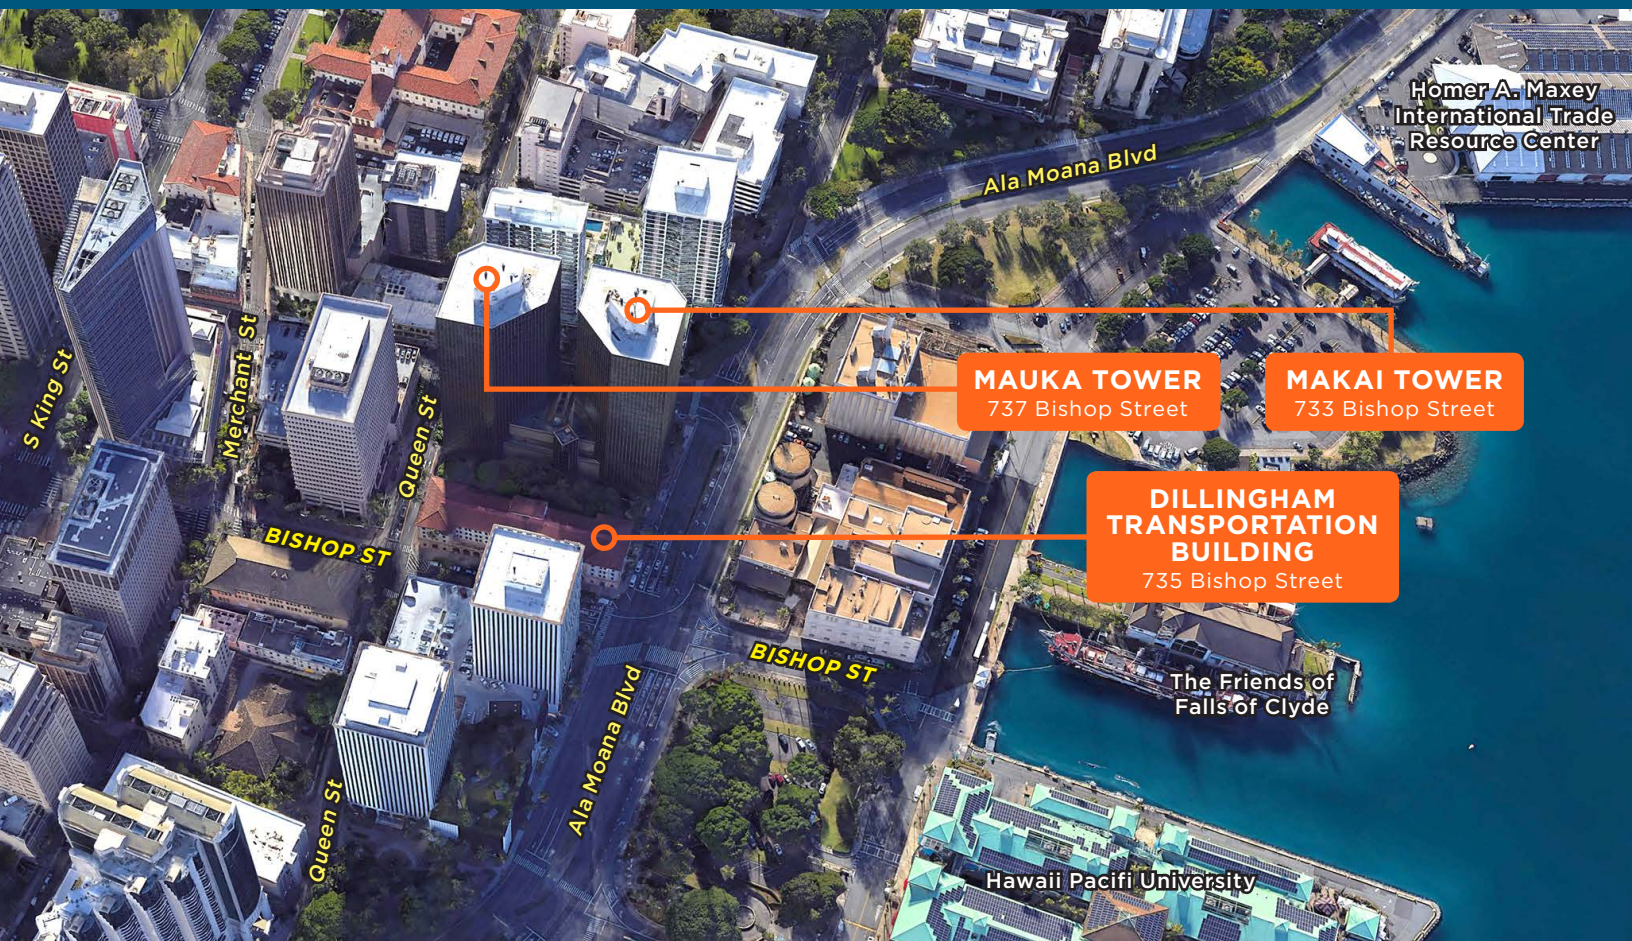 Homer A. Maxey
International Trade
Resource Center
Ala Moana Blvd
MAUKA TOWER
737 Bishop Street
MAKAI TOWER
733 Bishop Street
S King St
Merchant St
Queen St
DILLINGHAM
TRANSPORTATION
BUILDING
735 Bishop Street
BISHOP ST
BISHOP ST
The Friends of
Falls of Clyde
Ala Moana Blvd
Queen St
Hawaii Pacifi University